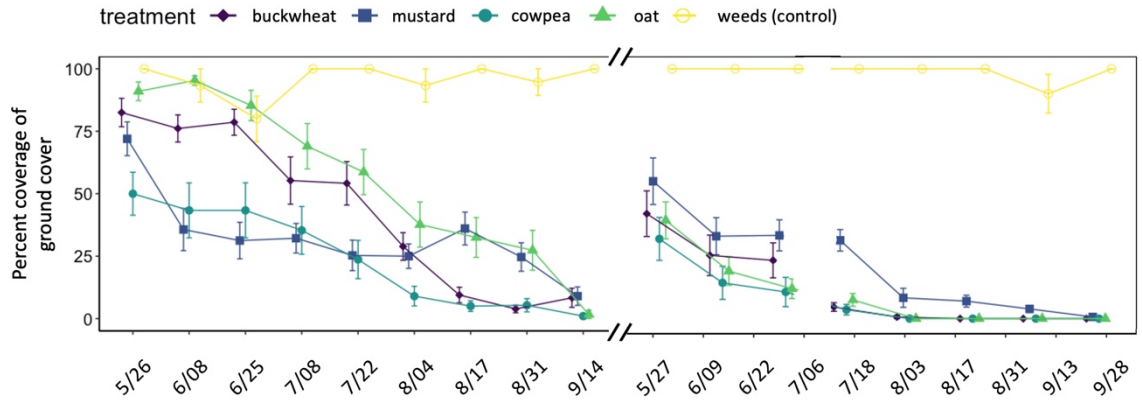 treatment buckwheat mustard cowpea oat weeds (control)
Percent coverage of
ground cover
100
75
50
25
0
5/26 6/08 6/25 7/08 7/22 8/04 8/17 8/31 9/14 5/27 6/09 6/22 7/06 7/18 8/03 8/17 8/31 9/13 9/28